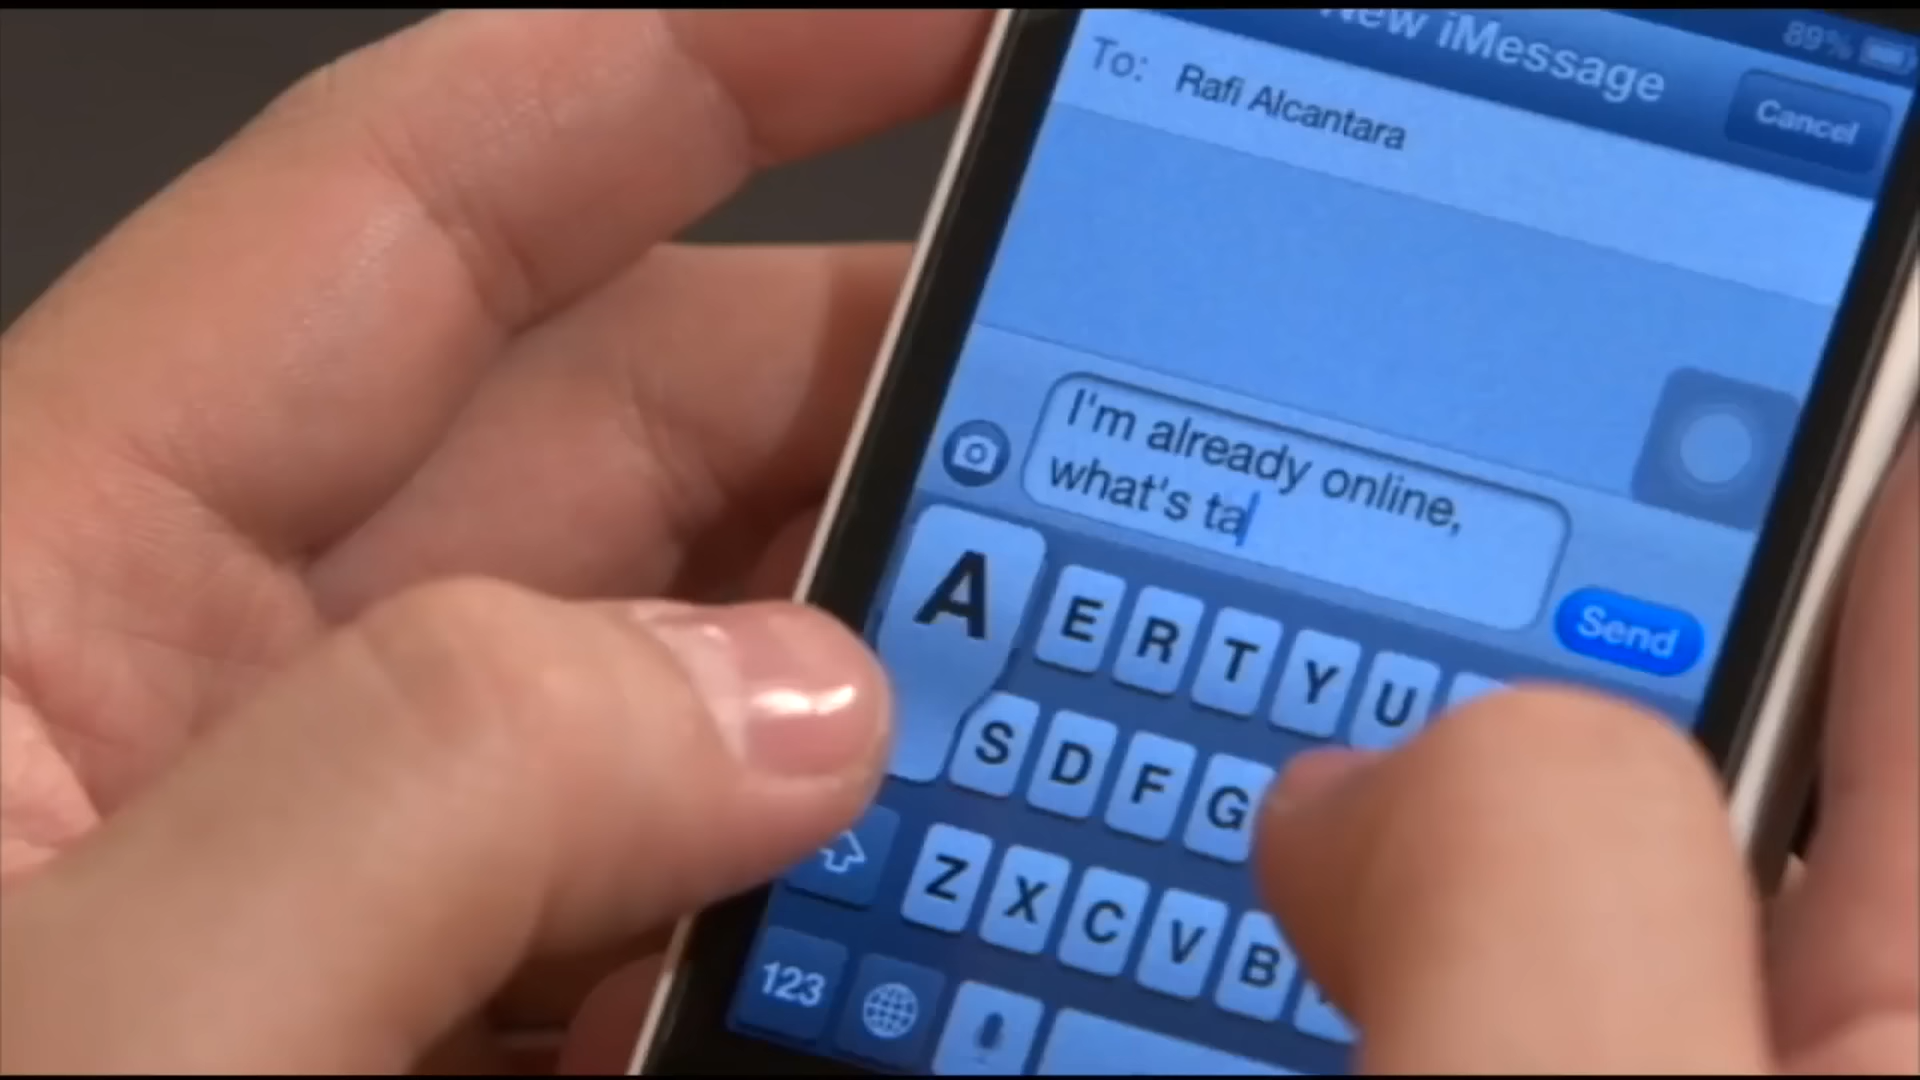 89%
New iMessage
Cancel
To: Rafi Alcantara
I'm already online,
what's ta
Send
A E R T Y U
S D F G
Z X C V B
123